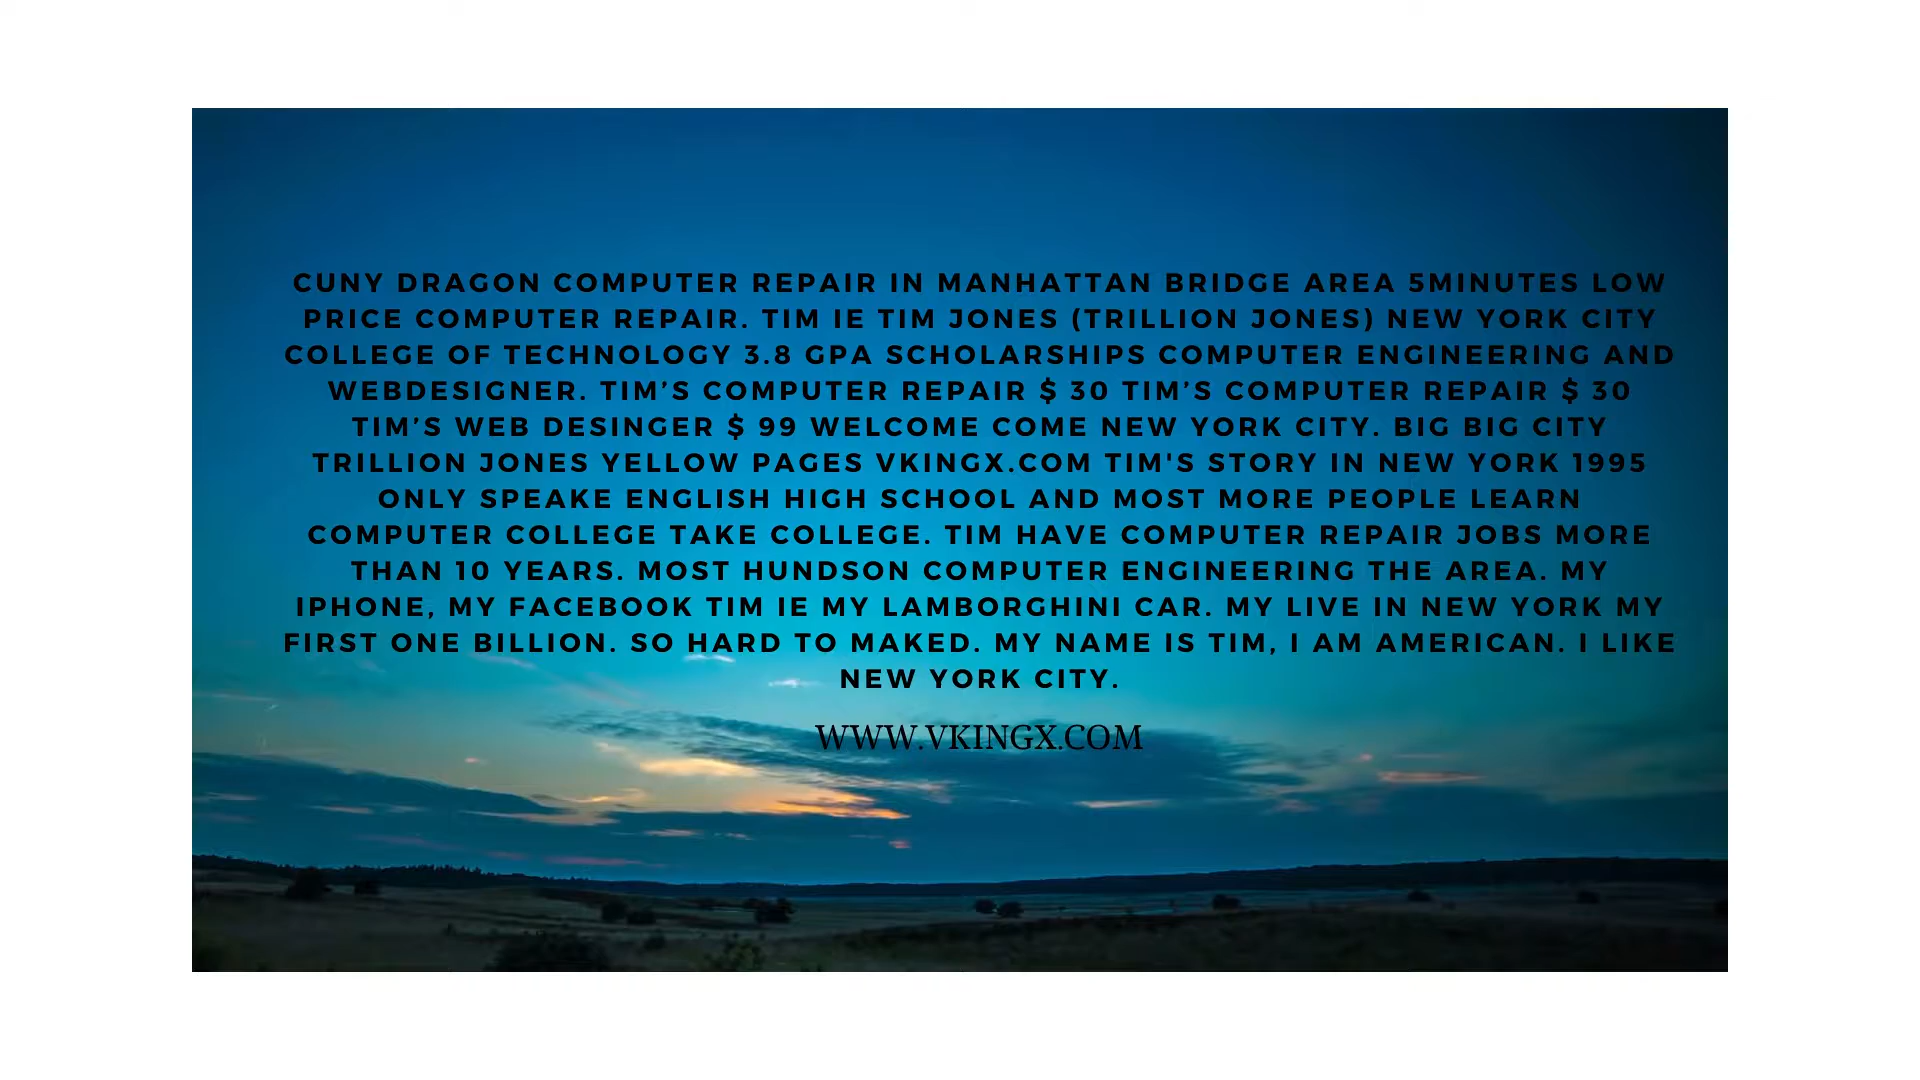 CUNY DRAGON COMPUTER REPAIR IN MANHATTAN BRIDGE AREA 5MINUTES LOW
PRICE COMPUTER REPAIR. TIM IE TIM JONES (TRILLION JONES) NEW YORK CITY
COLLEGE OF TECHNOLOGY 3.8 GPA SCHOLARSHIPS COMPUTER ENGINEERING AND
WEBDESIGNER. TIM’S COMPUTER REPAIR $ 30 TIM’S COMPUTER REPAIR $ 30
TIM’S WEB DESINGER $ 99 WELCOME COME NEW YORK CITY. BIG BIG CITY
TRILLION JONES YELLOW PAGES VKINGX.COM TIM'S STORY IN NEW YORK 1995
ONLY SPEAKE ENGLISH HIGH SCHOOL AND MOST MORE PEOPLE LEARN
COMPUTER COLLEGE TAKE COLLEGE. TIM HAVE COMPUTER REPAIR JOBS MORE
THAN 10 YEARS. MOST HUNDSON COMPUTER ENGINEERING THE AREA. MY
IPHONE, MY FACEBOOK TIM IE MY LAMBORGHINI CAR. MY LIVE IN NEW YORK MY
FIRST ONE BILLION. SO HARD TO MAKED. MY NAME IS TIM, I AM AMERICAN. I LIKE
NEW YORK CITY.
WWW.VKINGX.COM